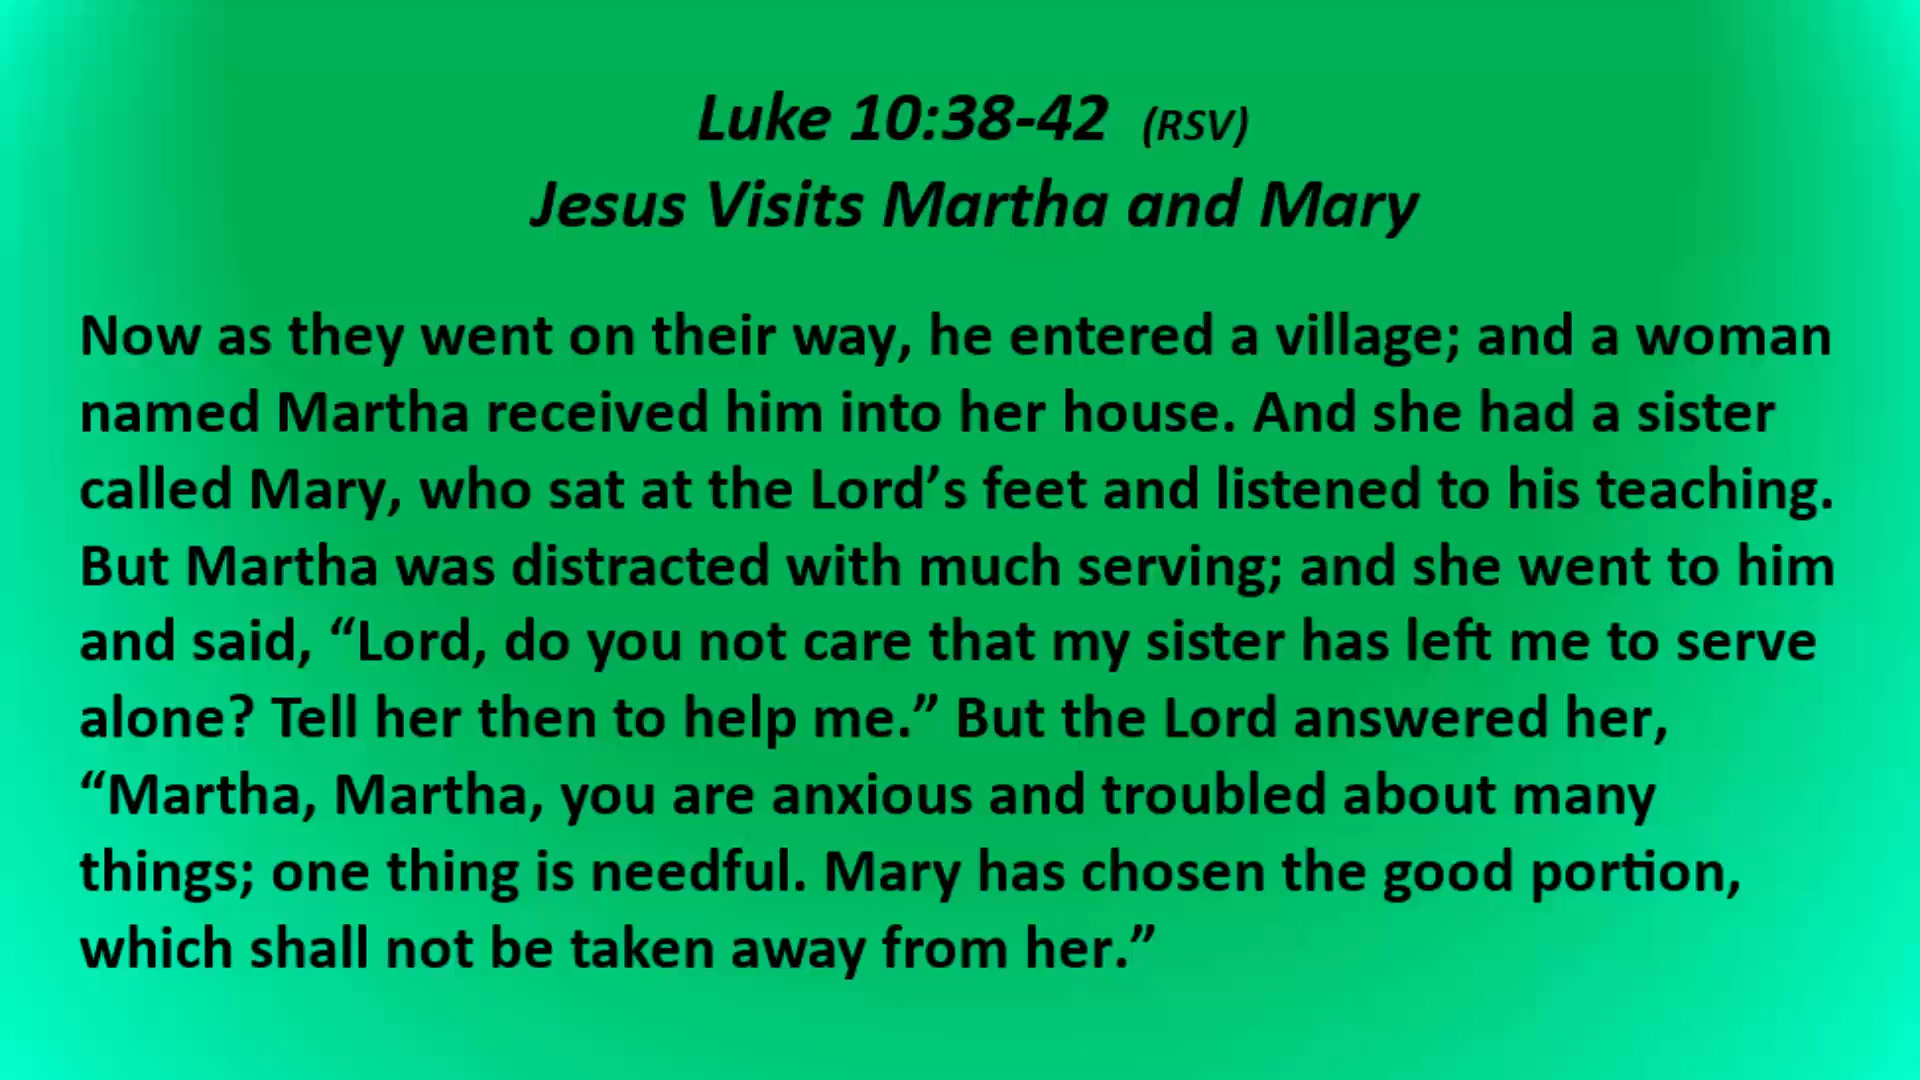 Luke 10:38-42 (RSV)
Jesus Visits Martha and Mary
Now as they went on their way, he entered a village; and a woman
named Martha received him into her house. And she had a sister
called Mary, who sat at the Lord’s feet and listened to his teaching.
But Martha was distracted with much serving; and she went to him
and said, “Lord, do you not care that my sister has left me to serve
alone? Tell her then to help me.” But the Lord answered her,
“Martha, Martha, you are anxious and troubled about many
things; one thing is needful. Mary has chosen the good portion,
which shall not be taken away from her.”